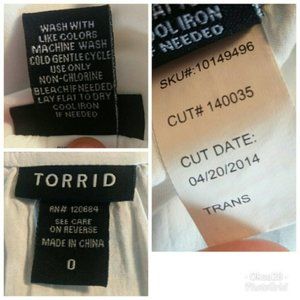 WASH WITH
LIKE COLORS
MACHINE WASH
COLD GENTLE CYCLE
USE ONLY
NON-CHLORINE
BLEACH IF NEEDED
LAY FLAT TO DRY
COOL IRON
IF NEEDED
COOL IRON
IF NEEDED
SKU#:10149496
CUT# 140035
CUT DATE:
04/20/2014
TRANS
TORRID
RN# 120684
SEE CARE
ON REVERSE
MADE IN CHINA
0
PhotoGrid